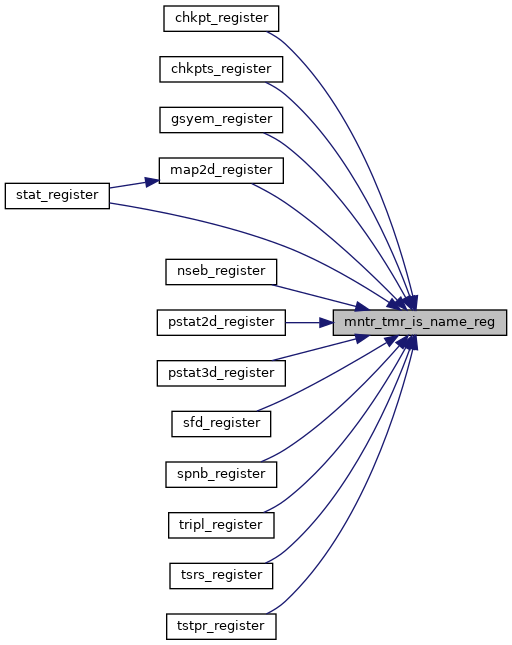 chkpt_register
chkpts_register
gsyem_register
map2d_register
stat_register
nseb_register
mntr_tmr_is_name_reg
pstat2d_register
pstat3d_register
sfd_register
spnb_register
tripl_register
tsrs_register
tstpr_register